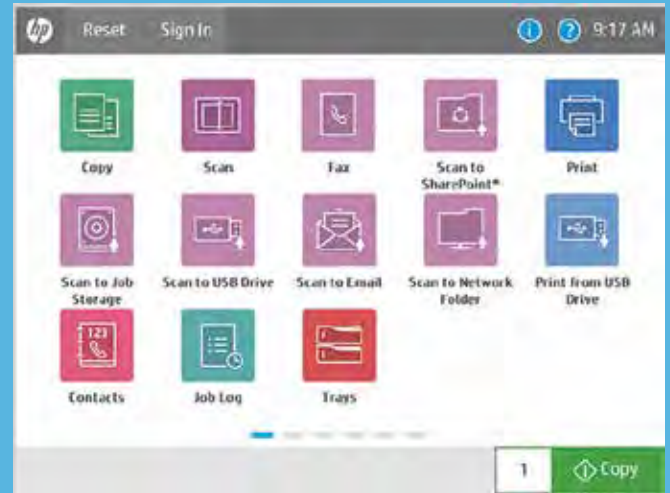 hp Reset Sign In i ? 9:17 AM
Copy Scan Fax Scan to SharePoint® Print
Scan to Job Storage Scan to USB Drive Scan to Email Scan to Network Folder Print from USB Drive
123
Contacts Job Log Trays
1 Copy